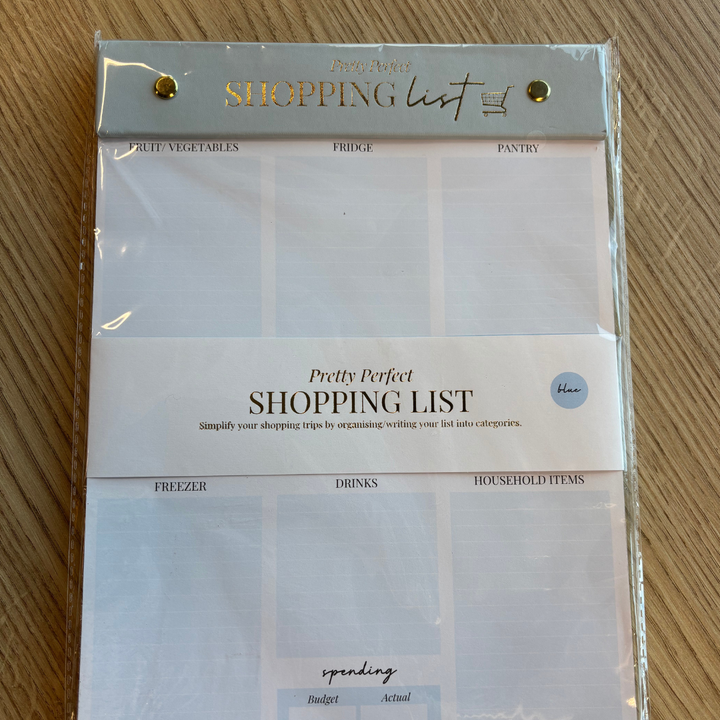 Pretty Perfect
SHOPPING list
FRUIT/ VEGETABLES
FRIDGE
PANTRY
Pretty Perfect
SHOPPING LIST
Simplify your shopping trips by organising/writing your list into categories.
blue
FREEZER
DRINKS
HOUSEHOLD ITEMS
spending
Budget
Actual